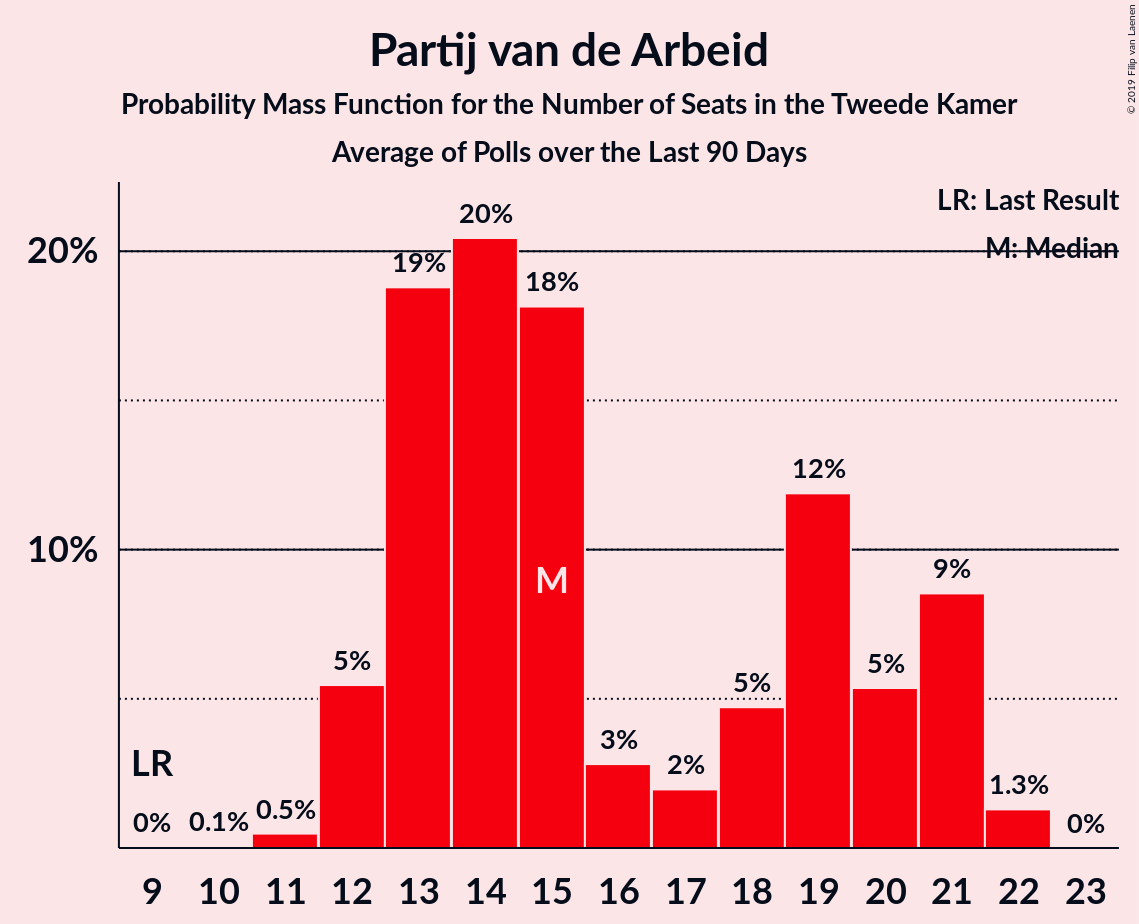 Partij van de Arbeid
Probability Mass Function for the Number of Seats in the Tweede Kamer
Average of Polls over the Last 90 Days
© 2019 Filip van Laenen
LR: Last Result
M: Median
20%
10%
LR
0%
0.1%
0.5%
5%
19%
20%
18%
M
3%
2%
5%
12%
5%
9%
1.3%
0%
9 10 11 12 13 14 15 16 17 18 19 20 21 22 23